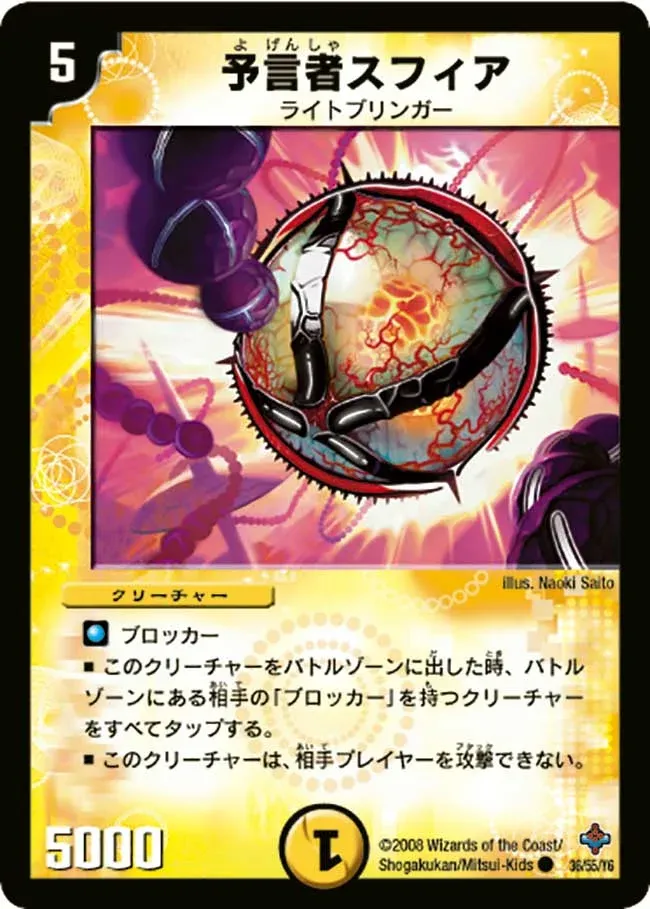 5
よげんしゃ
予言者スフィア
ライトブリンガー
illus. Naoki Saito
クリーチャー
ブロッカー
■ このクリーチャーをバトルゾーンに出した時、バトル
ゾーンにある相手の「ブロッカー」を持つクリーチャー
をすべてタップする。
■ このクリーチャーは、相手プレイヤーを攻撃できない。
5000
1
©2008 Wizards of the Coast/
Shogakukan/Mitsui-Kids ● 36/55/Y6